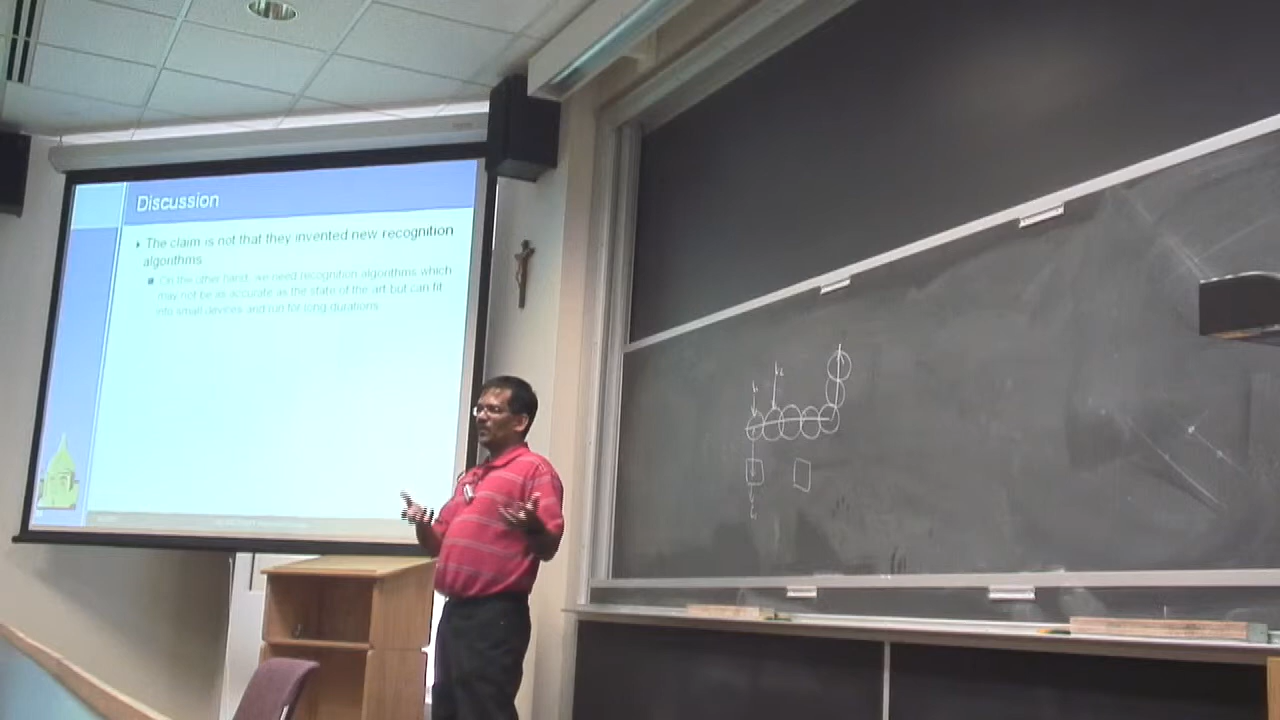 Discussion
The claim is not that they invented new recognition
algorithms
On the other hand, we need recognition algorithms which
may not be as accurate as the state of the art but can fit
into small devices and run for long durations